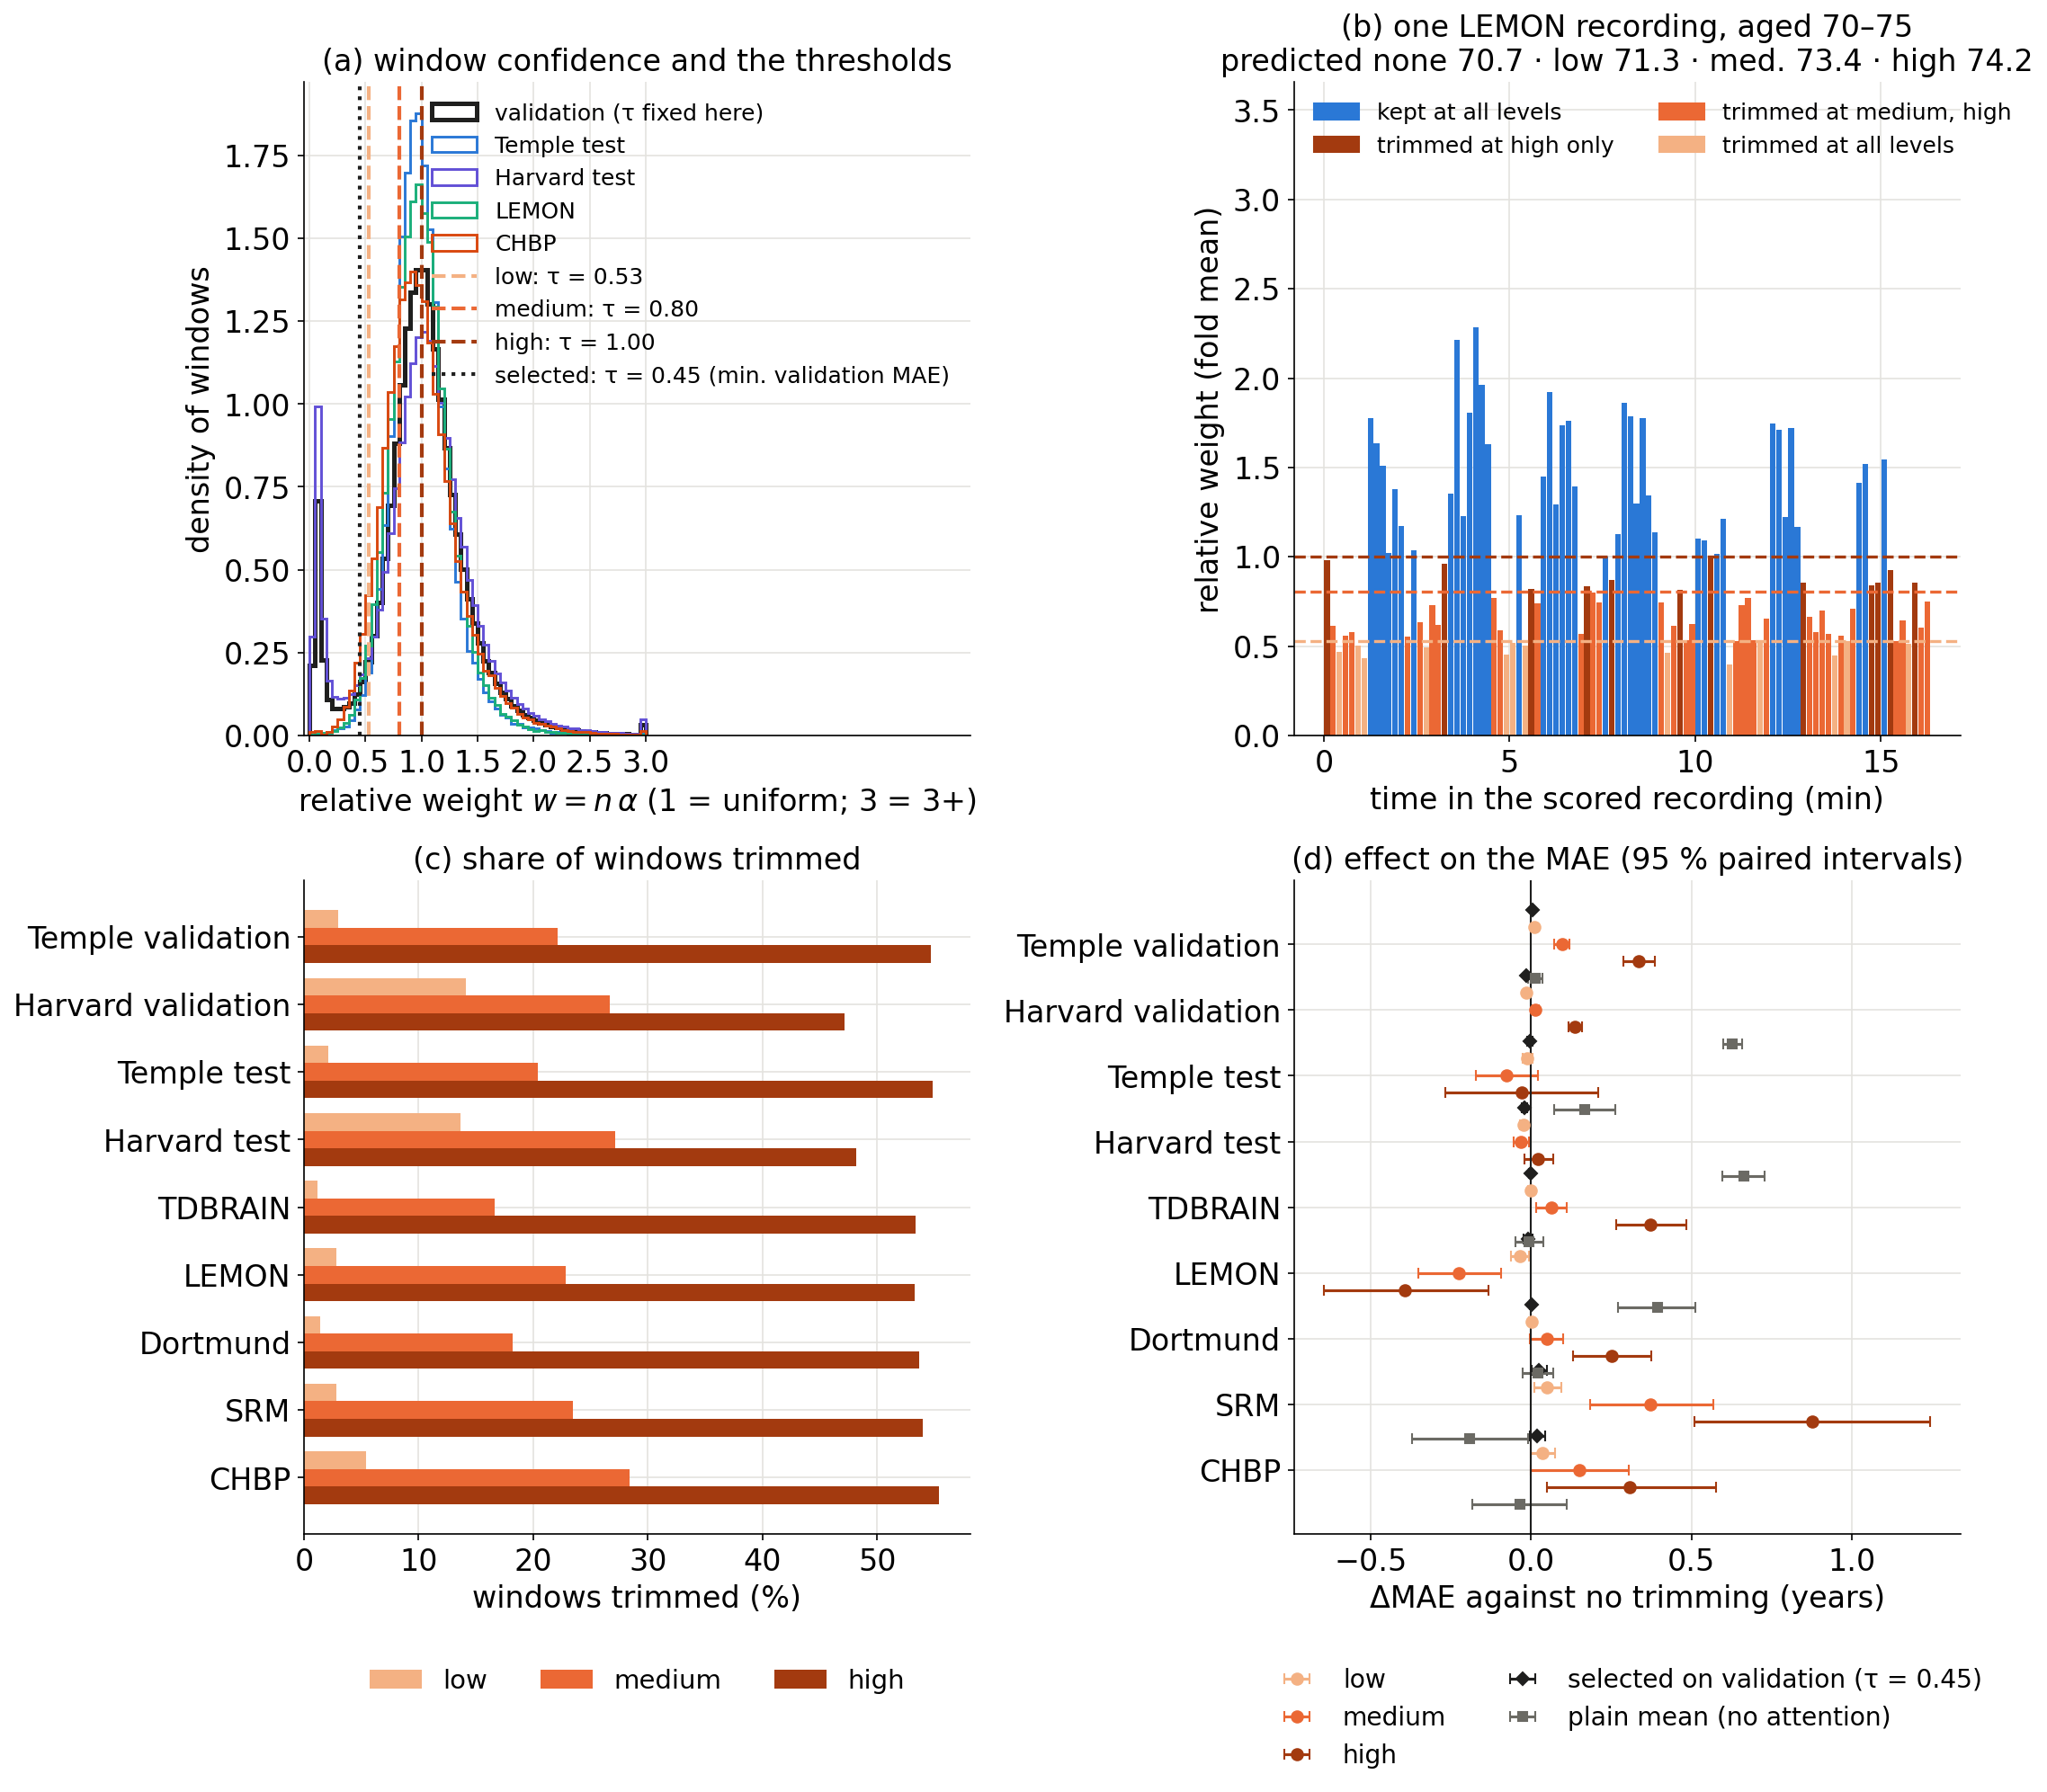 (a) window confidence and the thresholds
validation (τ fixed here)
Temple test
Harvard test
LEMON
CHBP
low: τ = 0.53
medium: τ = 0.80
high: τ = 1.00
selected: τ = 0.45 (min. validation MAE)
density of windows
1.75
1.50
1.25
1.00
0.75
0.50
0.25
0.00
0.0 0.5 1.0 1.5 2.0 2.5 3.0
relative weight w = n α (1 = uniform; 3 = 3+)
(b) one LEMON recording, aged 70–75
predicted none 70.7 · low 71.3 · med. 73.4 · high 74.2
kept at all levels
trimmed at high only
trimmed at medium, high
trimmed at all levels
relative weight (fold mean)
3.5
3.0
2.5
2.0
1.5
1.0
0.5
0.0
0 5 10 15
time in the scored recording (min)
(c) share of windows trimmed
Temple validation
Harvard validation
Temple test
Harvard test
TDBRAIN
LEMON
Dortmund
SRM
CHBP
0 10 20 30 40 50
windows trimmed (%)
low medium high
(d) effect on the MAE (95 % paired intervals)
Temple validation
Harvard validation
Temple test
Harvard test
TDBRAIN
LEMON
Dortmund
SRM
CHBP
−0.5 0.0 0.5 1.0
ΔMAE against no trimming (years)
low
medium
high
selected on validation (τ = 0.45)
plain mean (no attention)